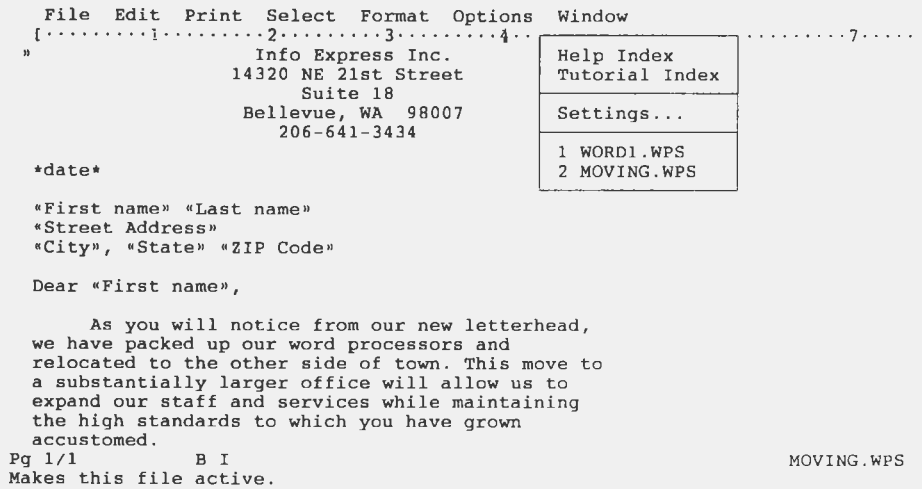 File Edit Print Select Format Options Window
[·········1·········2·········3·········4·· ·········7·····
» Info Express Inc.
14320 NE 21st Street
Suite 18
Bellevue, WA 98007
206-641-3434
Help Index
Tutorial Index
Settings...
1 WORD1.WPS
2 MOVING.WPS
*date*
«First name» «Last name»
«Street Address»
«City», «State» «ZIP Code»
Dear «First name»,
As you will notice from our new letterhead,
we have packed up our word processors and
relocated to the other side of town. This move to
a substantially larger office will allow us to
expand our staff and services while maintaining
the high standards to which you have grown
accustomed.
Pg 1/1 B I MOVING.WPS
Makes this file active.